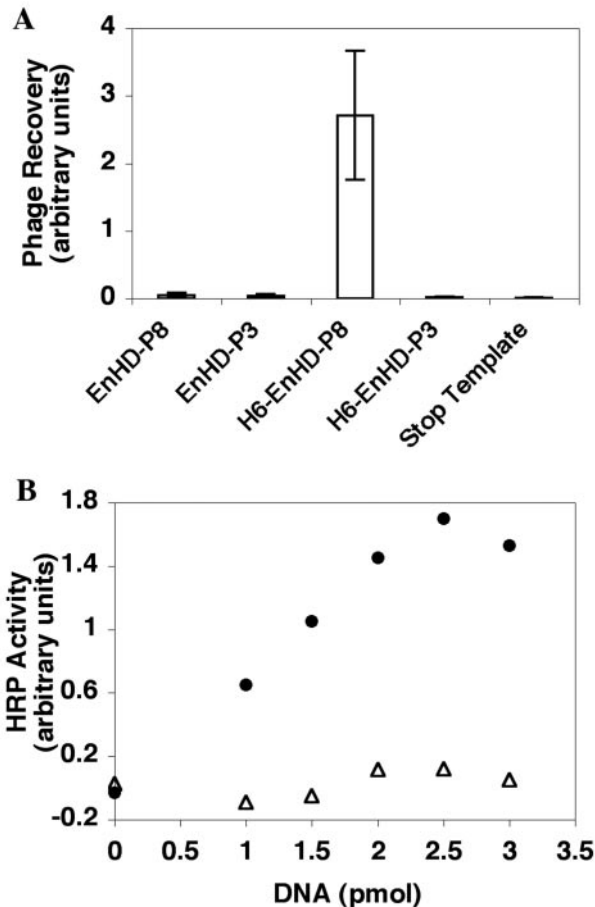 A
Phage Recovery
(arbitrary units)
4
3
2
1
0
EnHD-P8
EnHD-P3
H6-EnHD-P8
H6-EnHD-P3
Stop Template
B
HRP Activity
(arbitrary units)
1.8
1.4
1
0.6
0.2
-0.2
0 0.5 1 1.5 2 2.5 3 3.5
DNA (pmol)